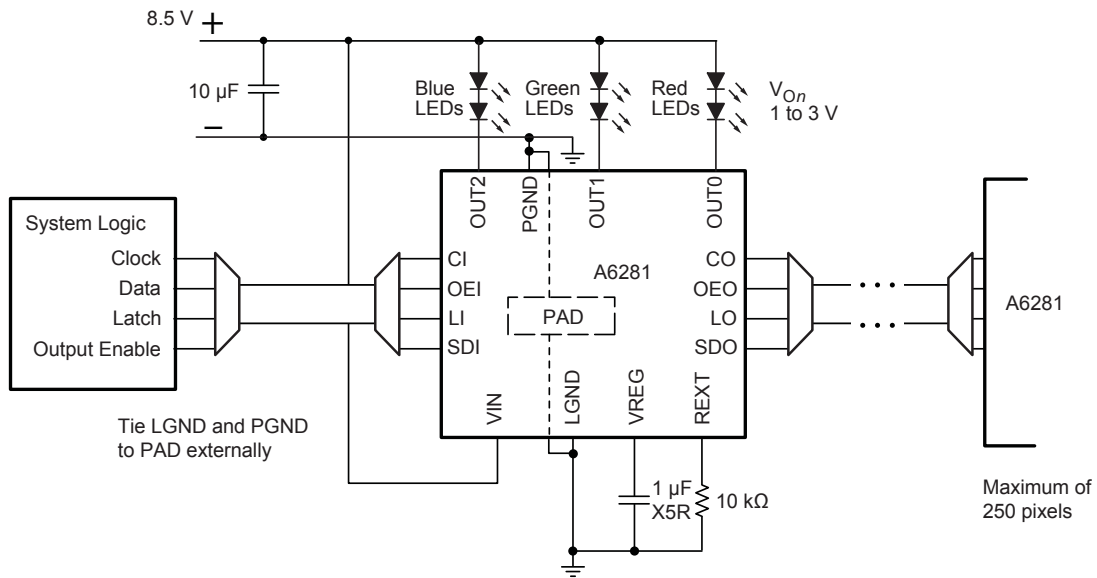 8.5 V +
10 µF
–
Blue
LEDs
Green
LEDs
Red
LEDs
VOn
1 to 3 V
OUT2
PGND
OUT1
OUT0
System Logic
Clock
Data
Latch
Output Enable
CI
OEI
LI
SDI
A6281
PAD
CO
OEO
LO
SDO
A6281
VIN
LGND
VREG
REXT
Tie LGND and PGND
to PAD externally
1 µF
X5R
10 kΩ
Maximum of
250 pixels